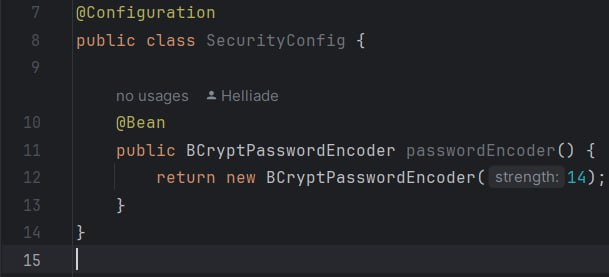 7 @Configuration
8 public class SecurityConfig {
9
no usages Helliade
10 @Bean
11 public BCryptPasswordEncoder passwordEncoder() {
12 return new BCryptPasswordEncoder( strength: 14);
13 }
14 }
15